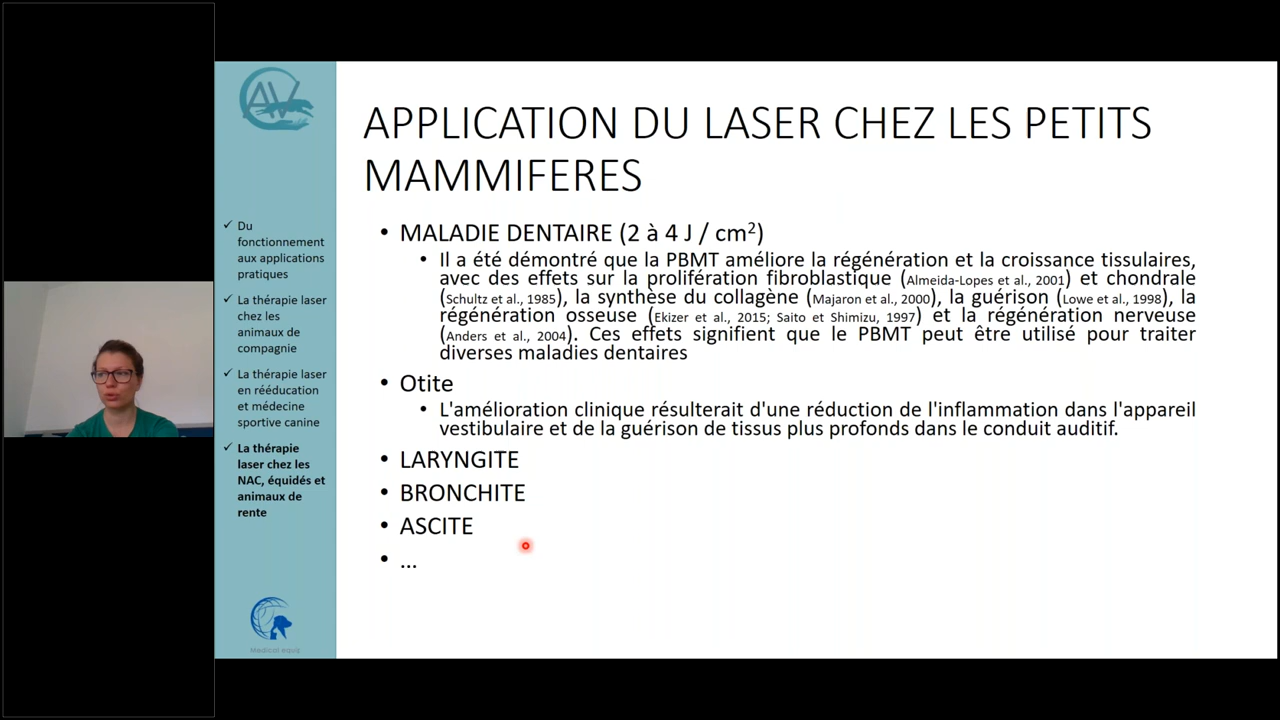 CAV
APPLICATION DU LASER CHEZ LES PETITS
MAMMIFERES
✓ Du
fonctionnement
aux applications
pratiques
✓ La thérapie laser
chez les
animaux de
compagnie
✓ La thérapie laser
en rééducation
et médecine
sportive canine
✓ La thérapie
laser chez les
NAC, équidés et
animaux de
rente
• MALADIE DENTAIRE (2 à 4 J / cm²)
• Il a été démontré que la PBMT améliore la régénération et la croissance tissulaires,
avec des effets sur la prolifération fibroblastique (Almeida-Lopes et al., 2001) et chondrale
(Schultz et al., 1985), la synthèse du collagène (Majaron et al., 2000), la guérison (Lowe et al., 1998), la
régénération osseuse (Ekizer et al., 2015; Saito et Shimizu, 1997) et la régénération nerveuse
(Anders et al., 2004). Ces effets signifient que le PBMT peut être utilisé pour traiter
diverses maladies dentaires
• Otite
• L'amélioration clinique résulterait d'une réduction de l'inflammation dans l'appareil
vestibulaire et de la guérison de tissus plus profonds dans le conduit auditif.
• LARYNGITE
• BRONCHITE
• ASCITE
• ...
Medical equip